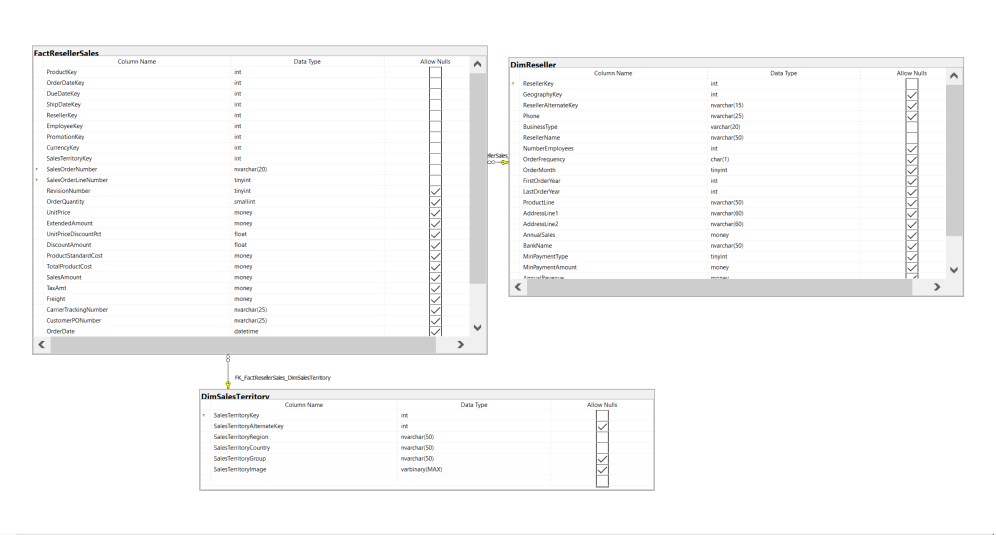 FactResellerSales
Column Name Data Type Allow Nulls
ProductKey int
OrderDateKey int
DueDateKey int
ShipDateKey int
ResellerKey int
EmployeeKey int
PromotionKey int
CurrencyKey int
SalesTerritoryKey int
SalesOrderNumber nvarchar(20)
SalesOrderLineNumber tinyint
RevisionNumber tinyint
OrderQuantity smallint
UnitPrice money
ExtendedAmount money
UnitPriceDiscountPct float
DiscountAmount float
ProductStandardCost money
TotalProductCost money
SalesAmount money
TaxAmt money
Freight money
CarrierTrackingNumber nvarchar(25)
CustomerPONumber nvarchar(25)
OrderDate datetime
DimReseller
Column Name Data Type Allow Nulls
ResellerKey int
GeographyKey int
ResellerAlternateKey nvarchar(15)
Phone nvarchar(25)
BusinessType varchar(20)
ResellerName nvarchar(50)
NumberEmployees int
OrderFrequency char(1)
OrderMonth tinyint
FirstOrderYear int
LastOrderYear int
ProductLine nvarchar(50)
AddressLine1 nvarchar(60)
AddressLine2 nvarchar(60)
AnnualSales money
BankName nvarchar(50)
MinPaymentType tinyint
MinPaymentAmount money
AnnualRevenue money
FK_FactResellerSales_DimSalesTerritory
DimSalesTerritory
Column Name Data Type Allow Nulls
SalesTerritoryKey int
SalesTerritoryAlternateKey int
SalesTerritoryRegion nvarchar(50)
SalesTerritoryCountry nvarchar(50)
SalesTerritoryGroup nvarchar(50)
SalesTerritoryImage varbinary(MAX)